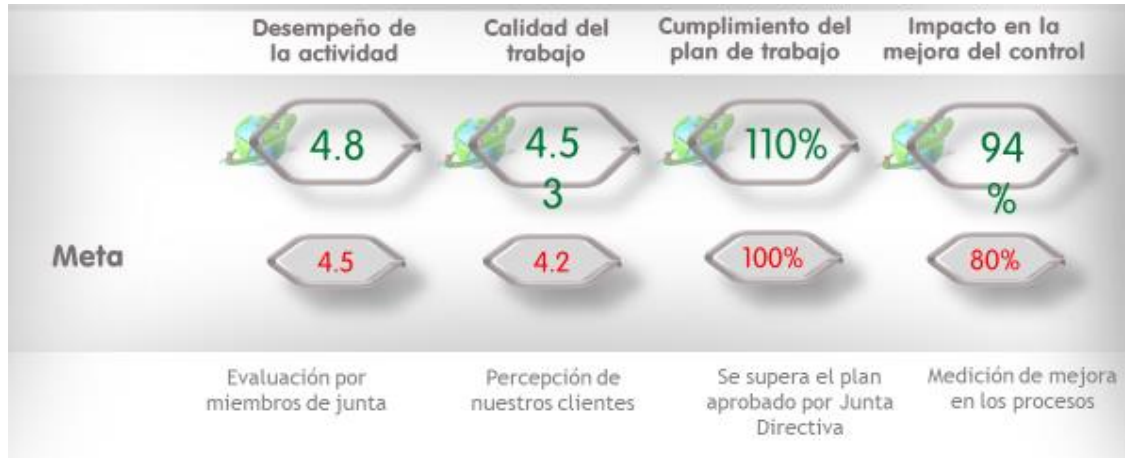 Desempeño de
la actividad
Calidad del
trabajo
Cumplimiento del
plan de trabajo
Impacto en la
mejora del control
4.8
4.5
3
110%
94
%
Meta
4.5
4.2
100%
80%
Evaluación por
miembros de junta
Percepción de
nuestros clientes
Se supera el plan
aprobado por Junta
Directiva
Medición de mejora
en los procesos